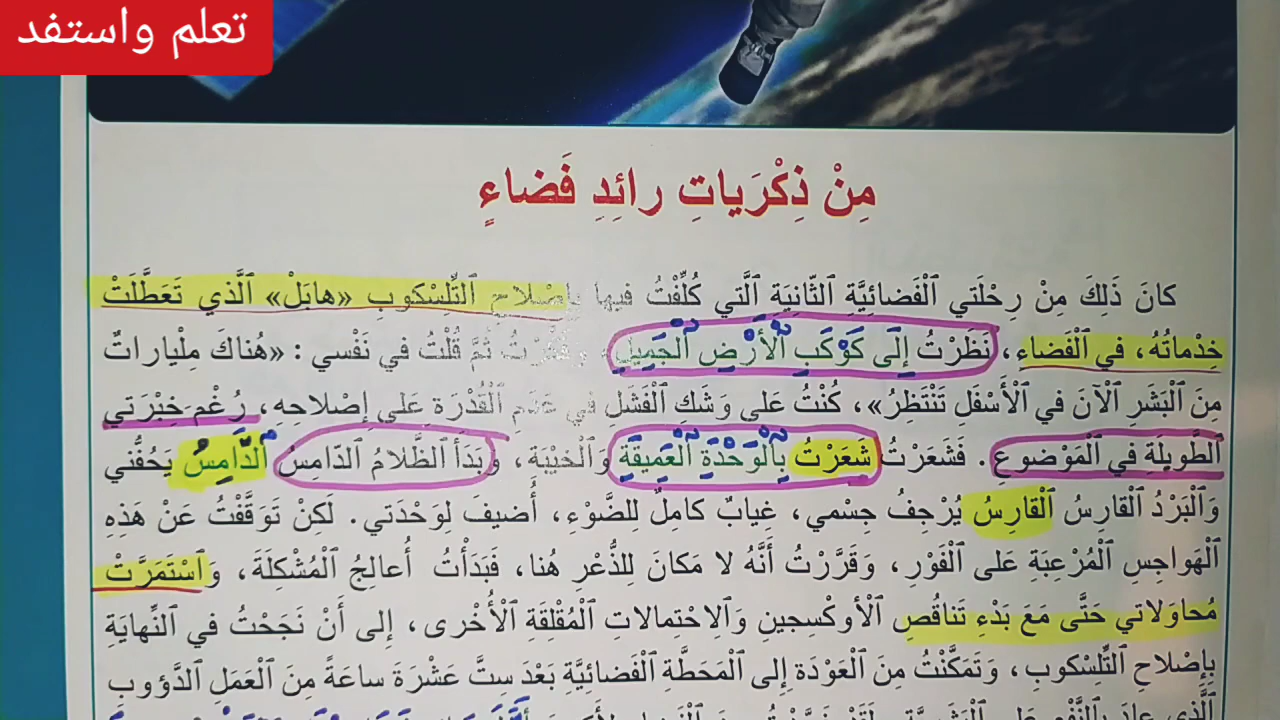 تعلم واستفد
مِنْ ذِكْرَياتِ رائِدِ فَضاءٍ
كانَ ذَلِكَ مِنْ رِحْلَتي ٱلْفَضائِيَّةِ ٱلثّانِيَةِ ٱلَّتي كُلِّفْتُ فيها بِإِصْلاحِ ٱلتِّلِسْكوبِ «هابَلْ» ٱلَّذي تَعَطَّلَتْ
خِدْماتُهُ، في ٱلْفَضاءِ، نَظَرْتُ إِلَى كَوْكَبِ ٱلْأَرْضِ ٱلْجَميلِ، وَفَكَّرْتُ ثُمَّ قُلْتُ في نَفْسي : «هُناكَ مِلْياراتٌ
مِنَ ٱلْبَشَرِ ٱلْآنَ في ٱلْأَسْفَلِ تَنْتَظِرُ»، كُنْتُ عَلى وَشَكِ ٱلْفَشَلِ في عَدَمِ ٱلْقُدْرَةِ عَلى إِصْلاحِهِ، رُغْمَ خِبْرَتي
ٱلطَّويلَةِ في ٱلْمَوْضوعِ. فَشَعَرْتُ شَعَرْتُ بِٱلْوَحْدَةِ ٱلْعَميقَةِ وَٱلْخَيْبَةِ، وَبَدَأَ ٱلظَّلامُ ٱلدّامِسُ ٱلدَّامِسُ يَحُفُّني
وَٱلْبَرْدُ ٱلْقارِسُ ٱلْقارِسُ يُرْجِفُ جِسْمي، غِيابٌ كامِلٌ لِلضَّوْءِ، أُضيفَ لِوَحْدَتي. لَكِنْ تَوَقَّفْتُ عَنْ هَذِهِ
ٱلْهَواجِسِ ٱلْمُرْعِبَةِ عَلى ٱلْفَوْرِ، وَقَرَّرْتُ أَنَّهُ لا مَكانَ لِلذُّعْرِ هُنا، فَبَدَأْتُ أُعالِجُ ٱلْمُشْكِلَةَ، وَٱسْتَمَرَّتْ
مُحاوَلاتي حَتَّى مَعَ بَدْءِ تَناقُصِ ٱلْأوكْسِجينِ وَٱلِاحْتِمالاتِ ٱلْمُقْلِقَةِ ٱلْأُخْرى، إِلى أَنْ نَجَحْتُ في ٱلنِّهايَةِ
بِإِصْلاحِ ٱلتِّلِسْكوبِ، وَتَمَكَّنْتُ مِنَ ٱلْعَوْدَةِ إِلى ٱلْمَحَطَّةِ ٱلْفَضائِيَّةِ بَعْدَ سِتَّ عَشْرَةَ ساعَةً مِنَ ٱلْعَمَلِ ٱلدَّؤوبِ